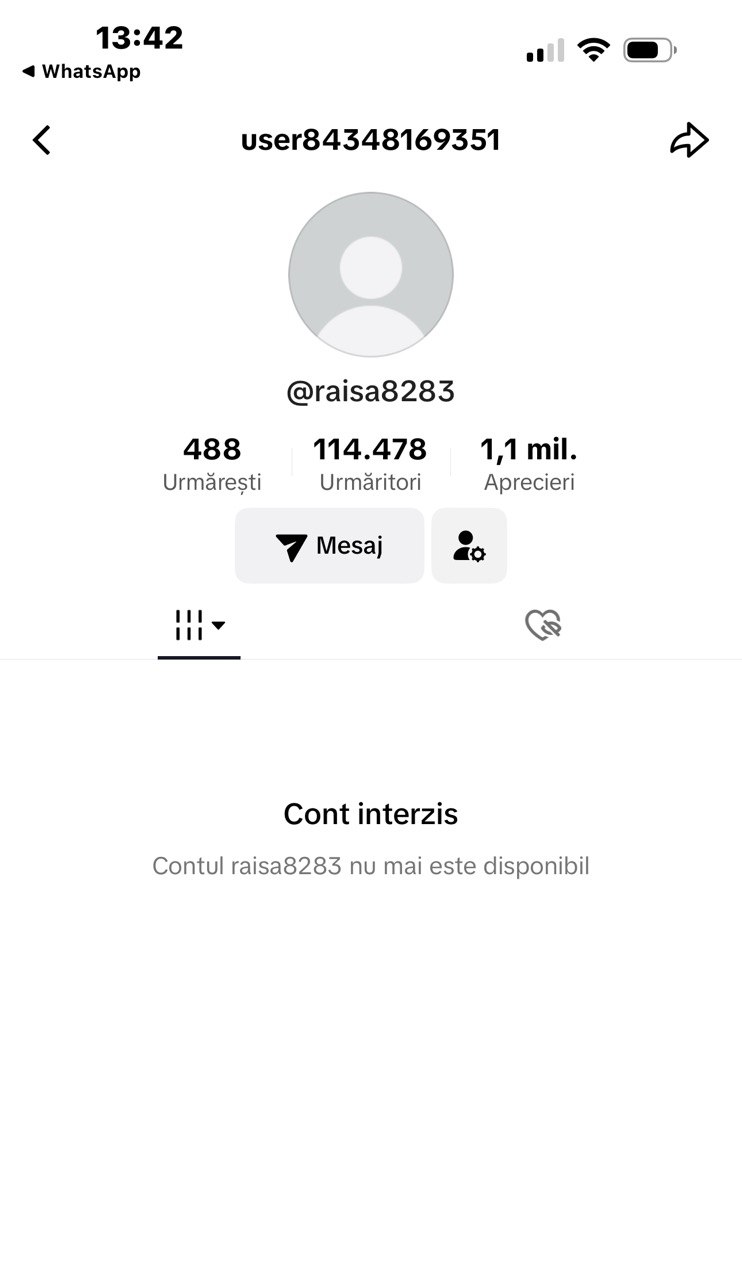 13:42
◀ WhatsApp
user84348169351
@raisa8283
488 114.478 1,1 mil.
Urmărești Urmăritori Aprecieri
Mesaj
Cont interzis
Contul raisa8283 nu mai este disponibil